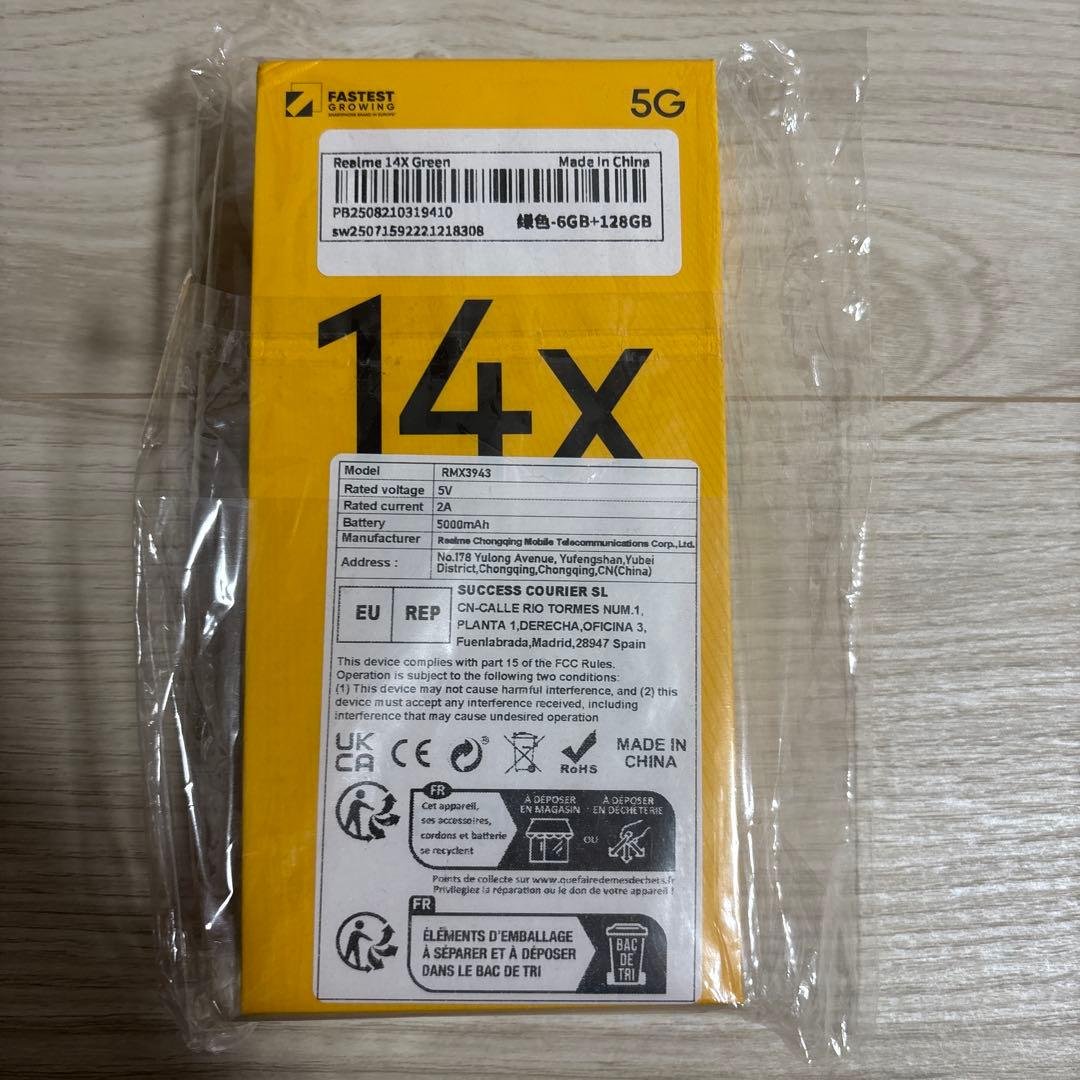 FASTEST
GROWING
SMARTPHONE BRAND IN EUROPE
5G
Realme 14X Green
Made In China
PB2508210319410
sw25071592221218308
緑色-6GB+128GB
14x
Model RMX3943
Rated voltage 5V
Rated current 2A
Battery 5000mAh
Manufacturer Realme Chongqing Mobile Telecommunications Corp.,Ltd.
Address : No.178 Yulong Avenue, Yufengshan,Yubei
District,Chongqing,Chongqing,CN(China)
EU REP
SUCCESS COURIER SL
CN-CALLE RIO TORMES NUM.1,
PLANTA 1,DERECHA,OFICINA 3,
Fuenlabrada,Madrid,28947 Spain
This device complies with part 15 of the FCC Rules.
Operation is subject to the following two conditions:
(1) This device may not cause harmful interference, and (2) this
device must accept any interference received, including
interference that may cause undesired operation
UK
CA
CE
RoHS
MADE IN
CHINA
FR
Cet appareil,
ses accessoires,
cordons et batterie
se recyclent
À DÉPOSER
EN MAGASIN
OU
À DÉPOSER
EN DÉCHÈTERIE
Points de collecte sur www.quefairedemesdechets.fr
Privilégiez la réparation ou le don de votre appareil !
FR
ÉLÉMENTS D'EMBALLAGE
À SÉPARER ET À DÉPOSER
DANS LE BAC DE TRI
BAC
DE
TRI